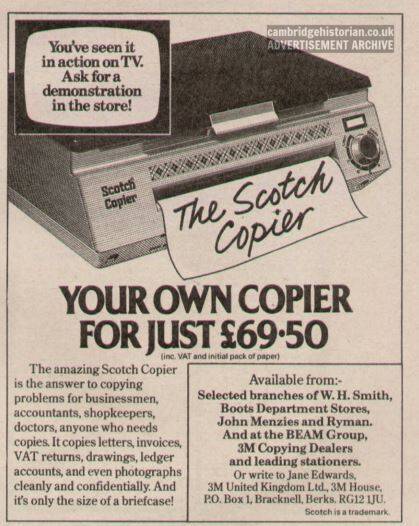 cambridgehistorian.co.uk
ADVERTISEMENT ARCHIVE
You've seen it
in action on TV.
Ask for a
demonstration
in the store!
Scotch
Copier
The Scotch
Copier
YOUR OWN COPIER
FOR JUST £69·50
(inc. VAT and initial pack of paper)
The amazing Scotch Copier
is the answer to copying
problems for businessmen,
accountants, shopkeepers,
doctors, anyone who needs
copies. It copies letters, invoices,
VAT returns, drawings, ledger
accounts, and even photographs
cleanly and confidentially. And
it's only the size of a briefcase!
Available from:-
Selected branches of W. H. Smith,
Boots Department Stores,
John Menzies and Ryman.
And at the BEAM Group,
3M Copying Dealers
and leading stationers.
Or write to Jane Edwards,
3M United Kingdom Ltd., 3M House,
P.O. Box 1, Bracknell, Berks. RG12 1JU.
Scotch is a trademark.